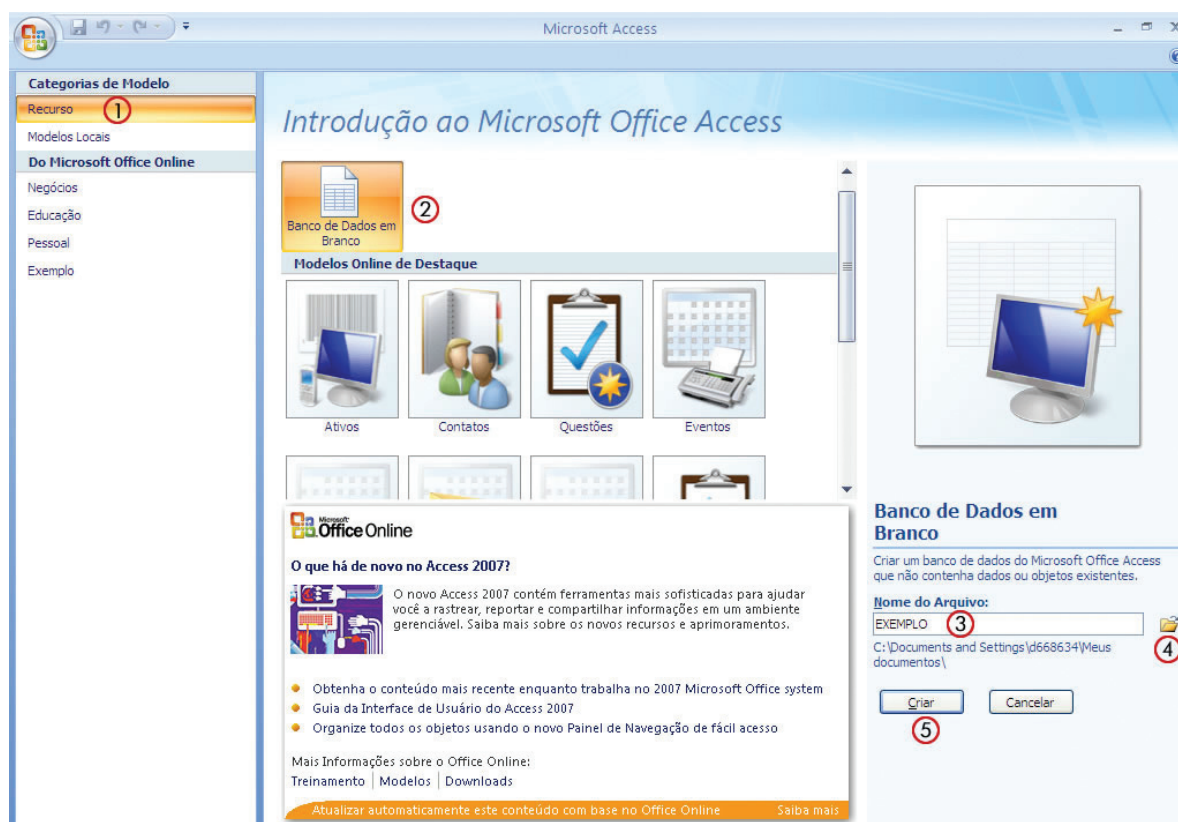 Microsoft Access
Categorias de Modelo
Recurso
1
Modelos Locais
Do Microsoft Office Online
Negócios
Educação
Pessoal
Exemplo
Introdução ao Microsoft Office Access
Banco de Dados em
Branco
2
Modelos Online de Destaque
Ativos
Contatos
Questões
Eventos
Microsoft
Office Online
O que há de novo no Access 2007?
O novo Access 2007 contém ferramentas mais sofisticadas para ajudar
você a rastrear, reportar e compartilhar informações em um ambiente
gerenciável. Saiba mais sobre os novos recursos e aprimoramentos.
Obtenha o conteúdo mais recente enquanto trabalha no 2007 Microsoft Office system
Guia da Interface de Usuário do Access 2007
Organize todos os objetos usando o novo Painel de Navegação de fácil acesso
Mais Informações sobre o Office Online:
Treinamento | Modelos | Downloads
Atualizar automaticamente este conteúdo com base no Office Online Saiba mais
Banco de Dados em
Branco
Criar um banco de dados do Microsoft Office Access
que não contenha dados ou objetos existentes.
Nome do Arquivo:
EXEMPLO
3
4
C:\Documents and Settings\d668634\Meus
documentos\
Criar
Cancelar
5